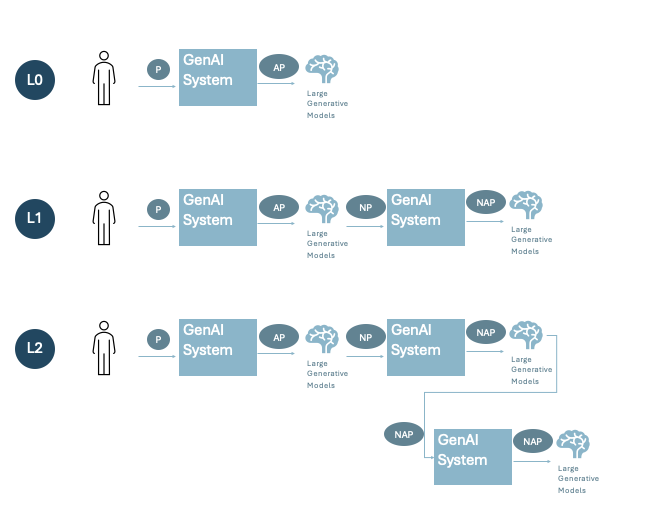 L0
P
GenAI
System
AP
Large
Generative
Models
L1
P
GenAI
System
AP
Large
Generative
Models
NP
GenAI
System
NAP
Large
Generative
Models
L2
P
GenAI
System
AP
Large
Generative
Models
NP
GenAI
System
NAP
Large
Generative
Models
NAP
GenAI
System
NAP
Large
Generative
Models